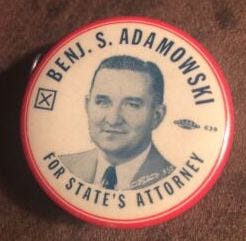 BENJ. S. ADAMOWSKI
FOR STATE'S ATTORNEY